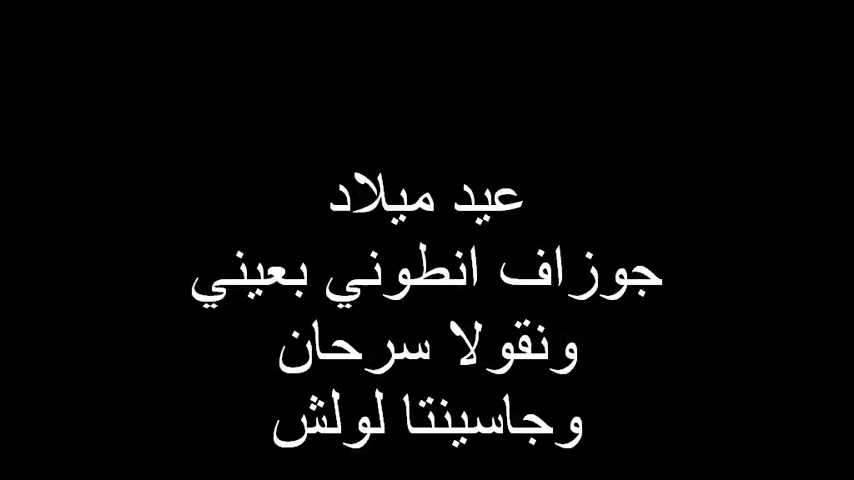 عيد ميلاد
جوزاف انطوني بعيني
ونقولا سرحان
وجاسينتا لولش